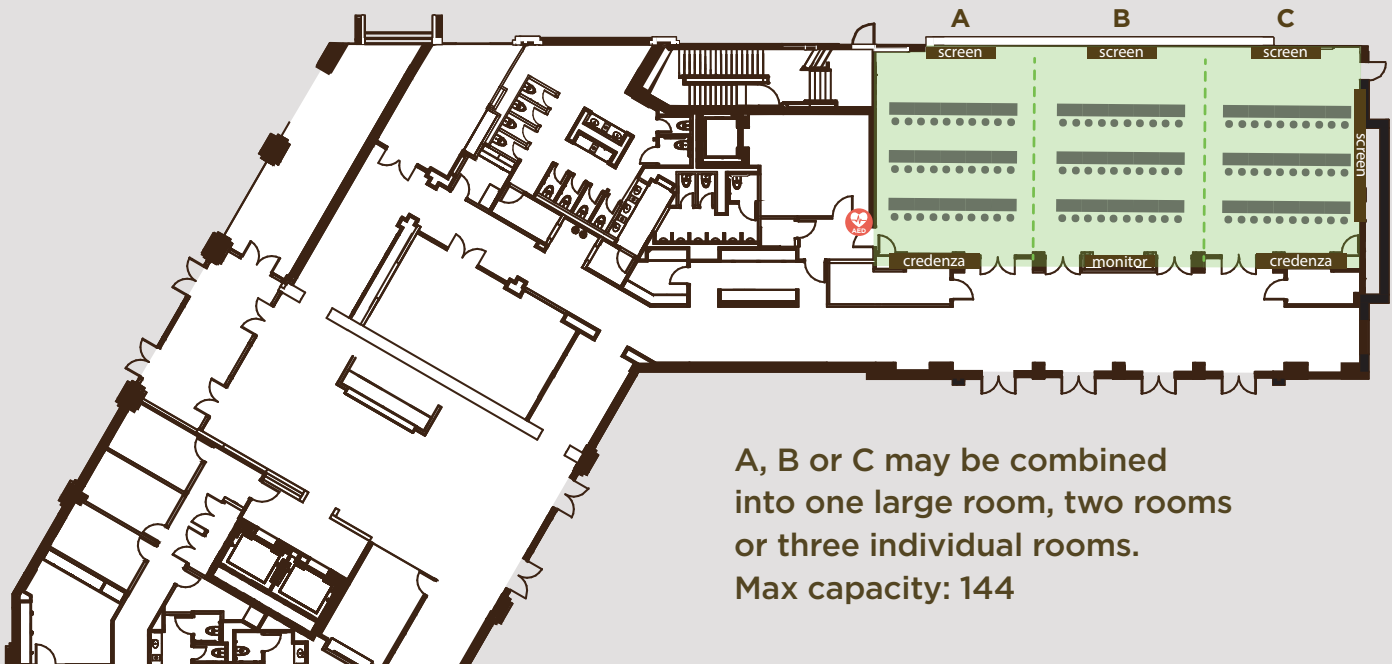 A B C
screen screen screen
screen
AED
credenza monitor credenza
A, B or C may be combined
into one large room, two rooms
or three individual rooms.
Max capacity: 144